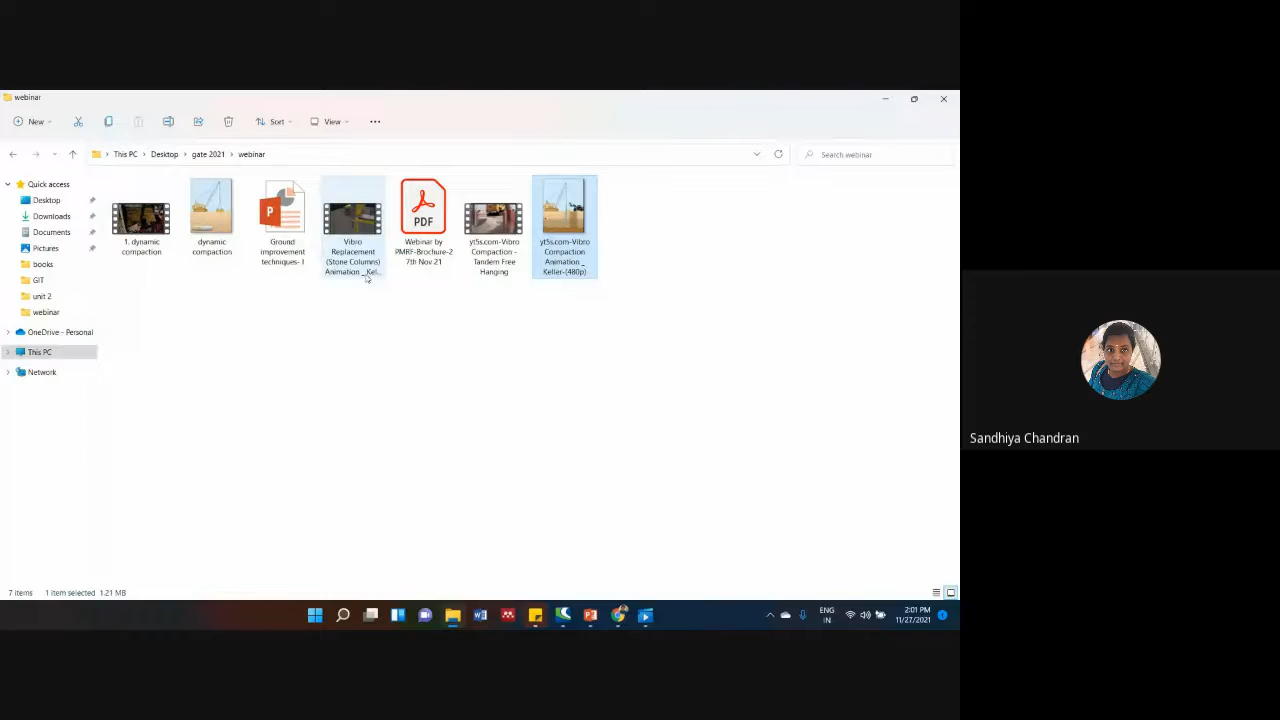 webinar
New
Sort
View
This PC > Desktop > gate 2021 > webinar
Search webinar
Quick access
Desktop
Downloads
Documents
Pictures
books
GIT
unit 2
webinar
OneDrive - Personal
This PC
Network
1. dynamic
compaction
dynamic
compaction
Ground
improvement
techniques- I
Vibro
Replacement
(Stone Columns)
Animation _ Kel...
PDF
Webinar by
PMRF-Brochure-2
7th Nov 21
yt5s.com-Vibro
Compaction -
Tandem Free
Hanging
yt5s.com-Vibro
Compaction
Animation _
Keller-(480p)
Sandhiya Chandran
7 items
1 item selected 1.21 MB
ENG
IN
2:01 PM
11/27/2021